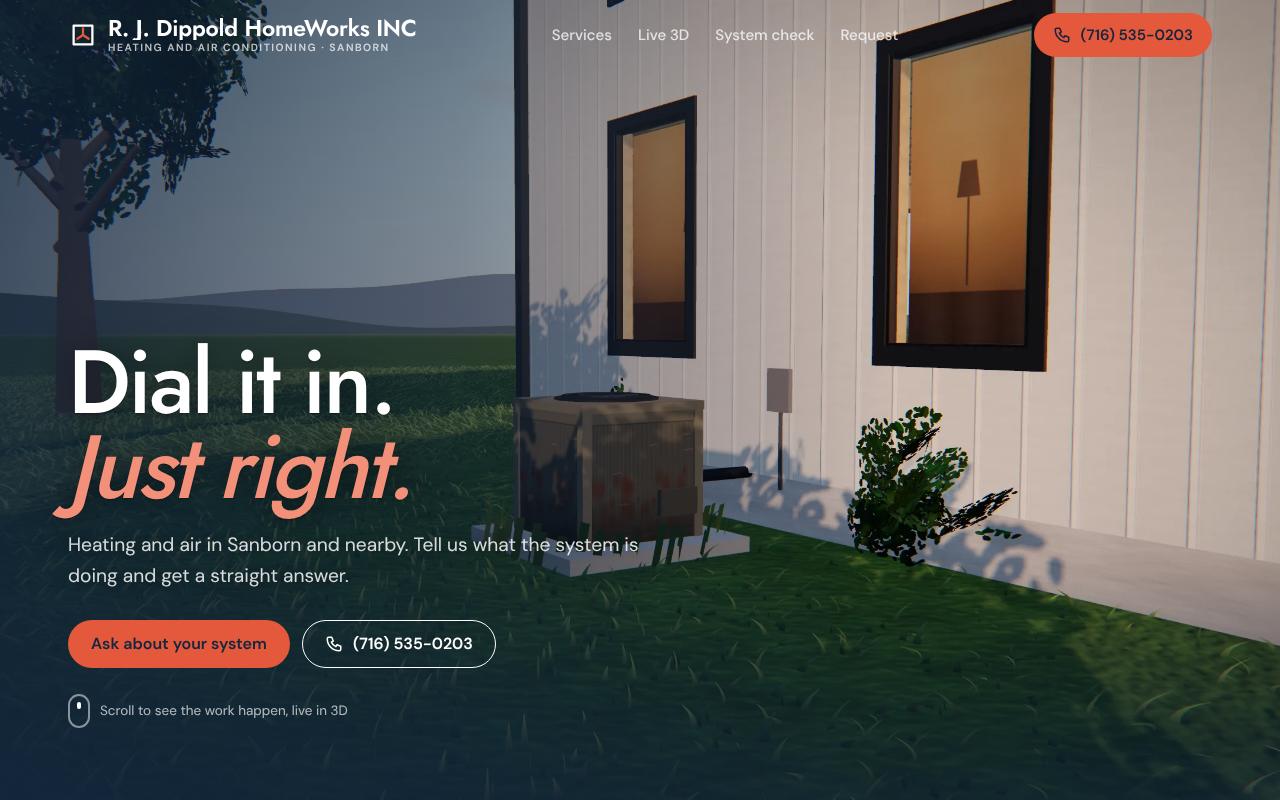 R. J. Dippold HomeWorks INC
HEATING AND AIR CONDITIONING · SANBORN
Services
Live 3D
System check
Request
(716) 535-0203
Dial it in.
Just right.
Heating and air in Sanborn and nearby. Tell us what the system is
doing and get a straight answer.
Ask about your system
(716) 535-0203
Scroll to see the work happen, live in 3D